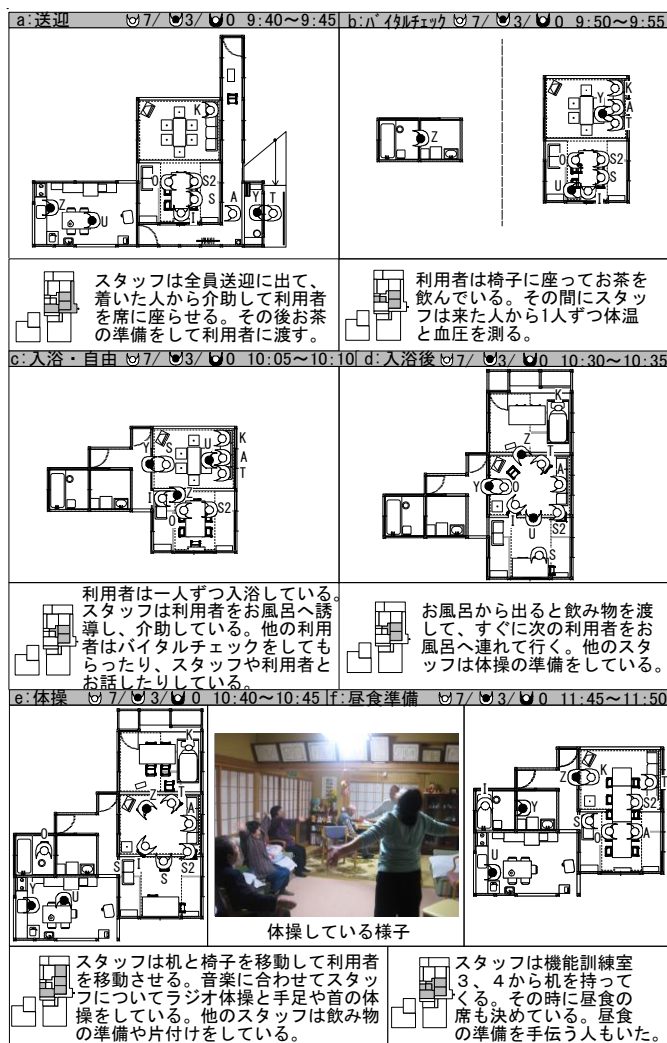 a:送迎 7/ 3/ 0 9:40～9:45
b:ﾊﾞｲﾀﾙﾁｪｯｸ 7/ 3/ 0 9:50～9:55
K
O
S2
S
I
A
Y
T
Z
U
Z
K
Y
A
T
O
S2
S
U
I
スタッフは全員送迎に出て、
着いた人から介助して利用者
を席に座らせる。その後お茶
の準備をして利用者に渡す。
利用者は椅子に座ってお茶を
飲んでいる。その間にスタッ
フは来た人から1人ずつ体温
と血圧を測る。
c:入浴・自由 7/ 3/ 0 10:05～10:10
d:入浴後 7/ 3/ 0 10:30～10:35
Y
S
U
K
A
T
I
Z
O
S2
K
Z
T
A
Y
O
I
U
S2
S
利用者は一人ずつ入浴している。
スタッフは利用者をお風呂へ誘
導し、介助している。他の利用
者はバイタルチェックをしても
らったり、スタッフや利用者と
お話したりしている。
お風呂から出ると飲み物を渡
して、すぐに次の利用者をお
風呂へ連れて行く。他のスタ
ッフは体操の準備をしている。
e:体操 7/ 3/ 0 10:40～10:45
f:昼食準備 7/ 3/ 0 11:45～11:50
K
Z
T
A
O
I
S2
S
S
Y
U
体操している様子
Z
K
T
I
Y
S2
S
O
A
U
スタッフは机と椅子を移動して利用者
を移動させる。音楽に合わせてスタッ
フについてラジオ体操と手足や首の体
操をしている。他のスタッフは飲み物
の準備や片付けをしている。
スタッフは機能訓練室
３、４から机を持って
くる。その時に昼食の
席も決めている。昼食
の準備を手伝う人もいた。